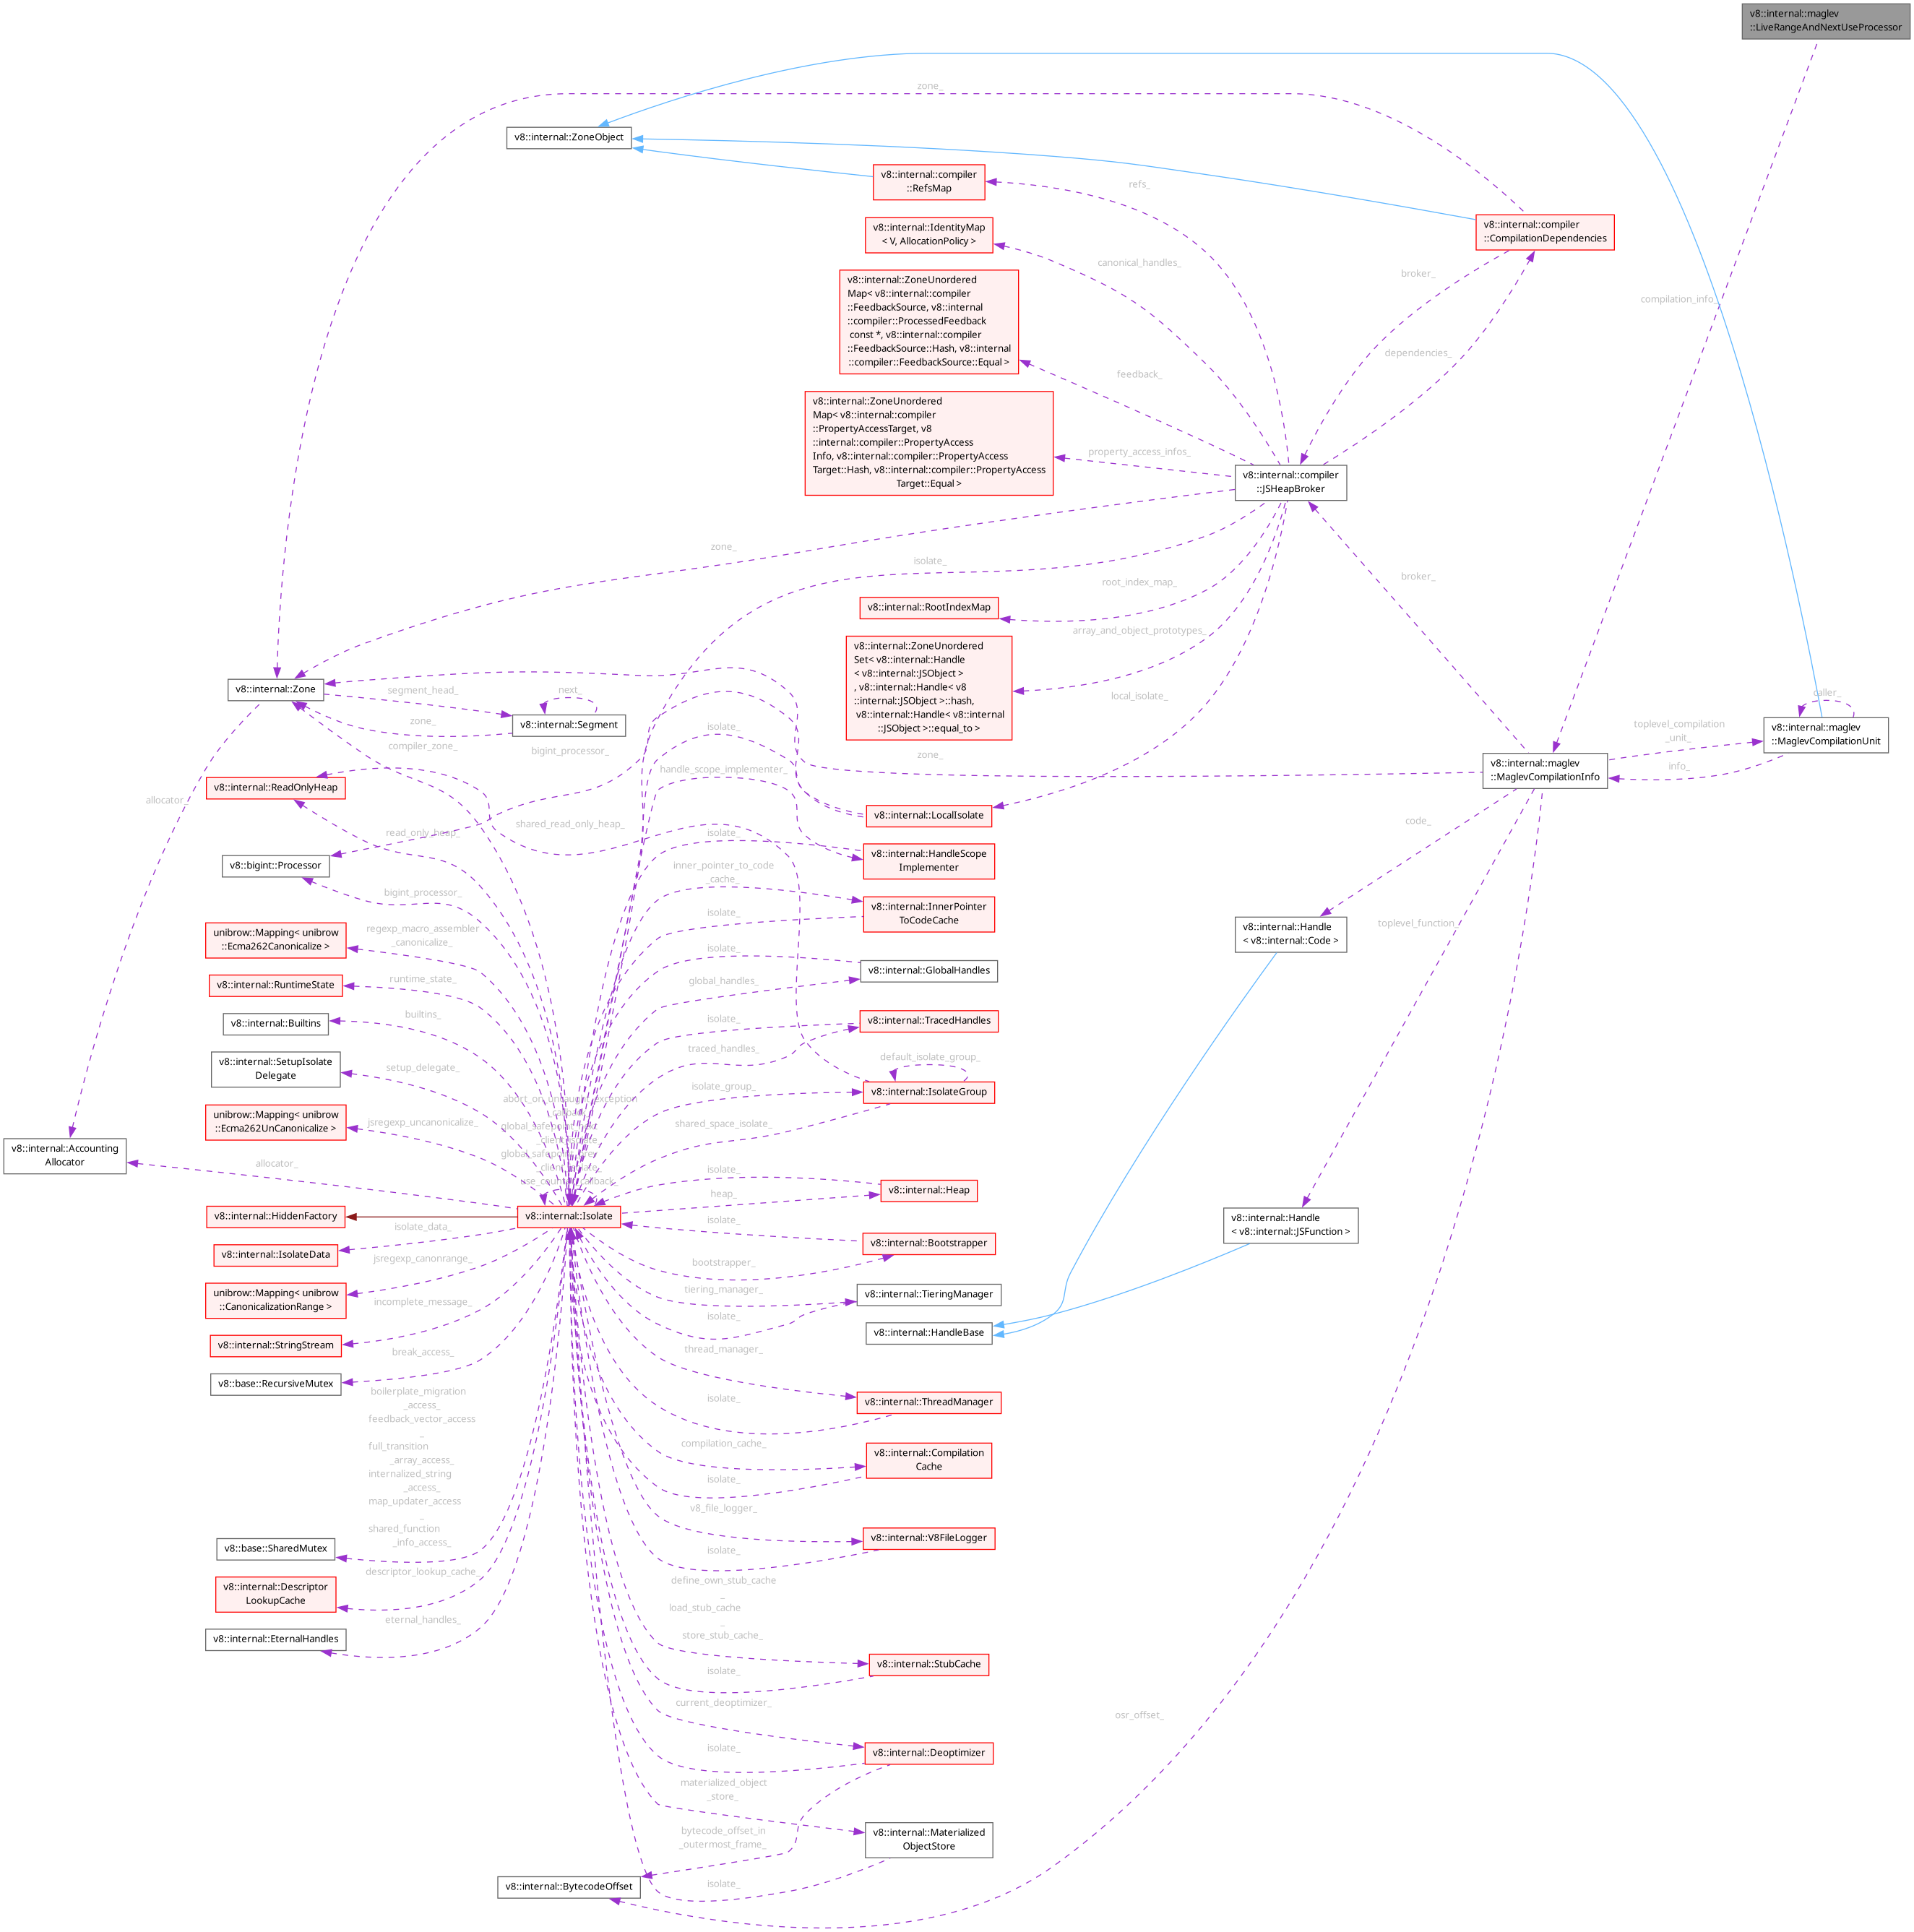 v8::internal::maglev
::LiveRangeAndNextUseProcessor
zone_
v8::internal::ZoneObject
v8::internal::compiler
::RefsMap
refs_
v8::internal::IdentityMap
< V, AllocationPolicy >
canonical_handles_
v8::internal::compiler
::CompilationDependencies
broker_
compilation_info_
v8::internal::ZoneUnordered
Map< v8::internal::compiler
::FeedbackSource, v8::internal
::compiler::ProcessedFeedback
const *, v8::internal::compiler
::FeedbackSource::Hash, v8::internal
::compiler::FeedbackSource::Equal >
feedback_
dependencies_
v8::internal::ZoneUnordered
Map< v8::internal::compiler
::PropertyAccessTarget, v8
::internal::compiler::PropertyAccess
Info, v8::internal::compiler::PropertyAccess
Target::Hash, v8::internal::compiler::PropertyAccess
Target::Equal >
property_access_infos_
v8::internal::compiler
::JSHeapBroker
zone_
isolate_
root_index_map_
broker_
v8::internal::RootIndexMap
array_and_object_prototypes_
v8::internal::ZoneUnordered
Set< v8::internal::Handle
< v8::internal::JSObject >
, v8::internal::Handle< v8
::internal::JSObject >::hash,
v8::internal::Handle< v8::internal
::JSObject >::equal_to >
local_isolate_
v8::internal::Zone
segment_head_
next_
v8::internal::Segment
zone_
caller_
toplevel_compilation
_unit_
v8::internal::maglev
::MaglevCompilationUnit
info_
compiler_zone_
bigint_processor_
isolate_
zone_
v8::internal::maglev
::MaglevCompilationInfo
handle_scope_implementer_
v8::internal::ReadOnlyHeap
allocator_
v8::internal::LocalIsolate
code_
read_only_heap_
shared_read_only_heap_
isolate_
v8::internal::HandleScope
Implementer
v8::bigint::Processor
inner_pointer_to_code
_cache_
bigint_processor_
v8::internal::InnerPointer
ToCodeCache
isolate_
toplevel_function_
v8::internal::Handle
< v8::internal::Code >
unibrow::Mapping< unibrow
::Ecma262Canonicalize >
regexp_macro_assembler
_canonicalize_
isolate_
v8::internal::GlobalHandles
global_handles_
v8::internal::RuntimeState
runtime_state_
v8::internal::Builtins
builtins_
isolate_
v8::internal::TracedHandles
traced_handles_
default_isolate_group_
v8::internal::SetupIsolate
Delegate
setup_delegate_
isolate_group_
v8::internal::IsolateGroup
abort_on_uncaught_exception
unibrow::Mapping< unibrow
::Ecma262UnCanonicalize >
jsregexp_uncanonicalize_
shared_space_isolate_
v8::internal::Accounting
Allocator
allocator_
isolate_
heap_
v8::internal::Heap
v8::internal::HiddenFactory
v8::internal::Isolate
v8::internal::Handle
< v8::internal::JSFunction >
isolate_data_
v8::internal::IsolateData
isolate_
v8::internal::Bootstrapper
bootstrapper_
jsregexp_canonrange_
unibrow::Mapping< unibrow
::CanonicalizationRange >
tiering_manager_
v8::internal::TieringManager
isolate_
incomplete_message_
v8::internal::HandleBase
v8::internal::StringStream
break_access_
v8::base::RecursiveMutex
thread_manager_
isolate_
v8::internal::ThreadManager
boilerplate_migration
_access_
feedback_vector_access
_
full_transition
_array_access_
internalized_string
_access_
map_updater_access
_
shared_function
_info_access_
compilation_cache_
v8::internal::Compilation
Cache
isolate_
v8_file_logger_
v8::internal::V8FileLogger
isolate_
v8::base::SharedMutex
descriptor_lookup_cache_
v8::internal::Descriptor
LookupCache
define_own_stub_cache
_
load_stub_cache
_
store_stub_cache_
eternal_handles_
v8::internal::EternalHandles
v8::internal::StubCache
isolate_
current_deoptimizer_
osr_offset_
isolate_
v8::internal::Deoptimizer
materialized_object
_store_
bytecode_offset_in
_outermost_frame_
v8::internal::Materialized
ObjectStore
v8::internal::BytecodeOffset
isolate_